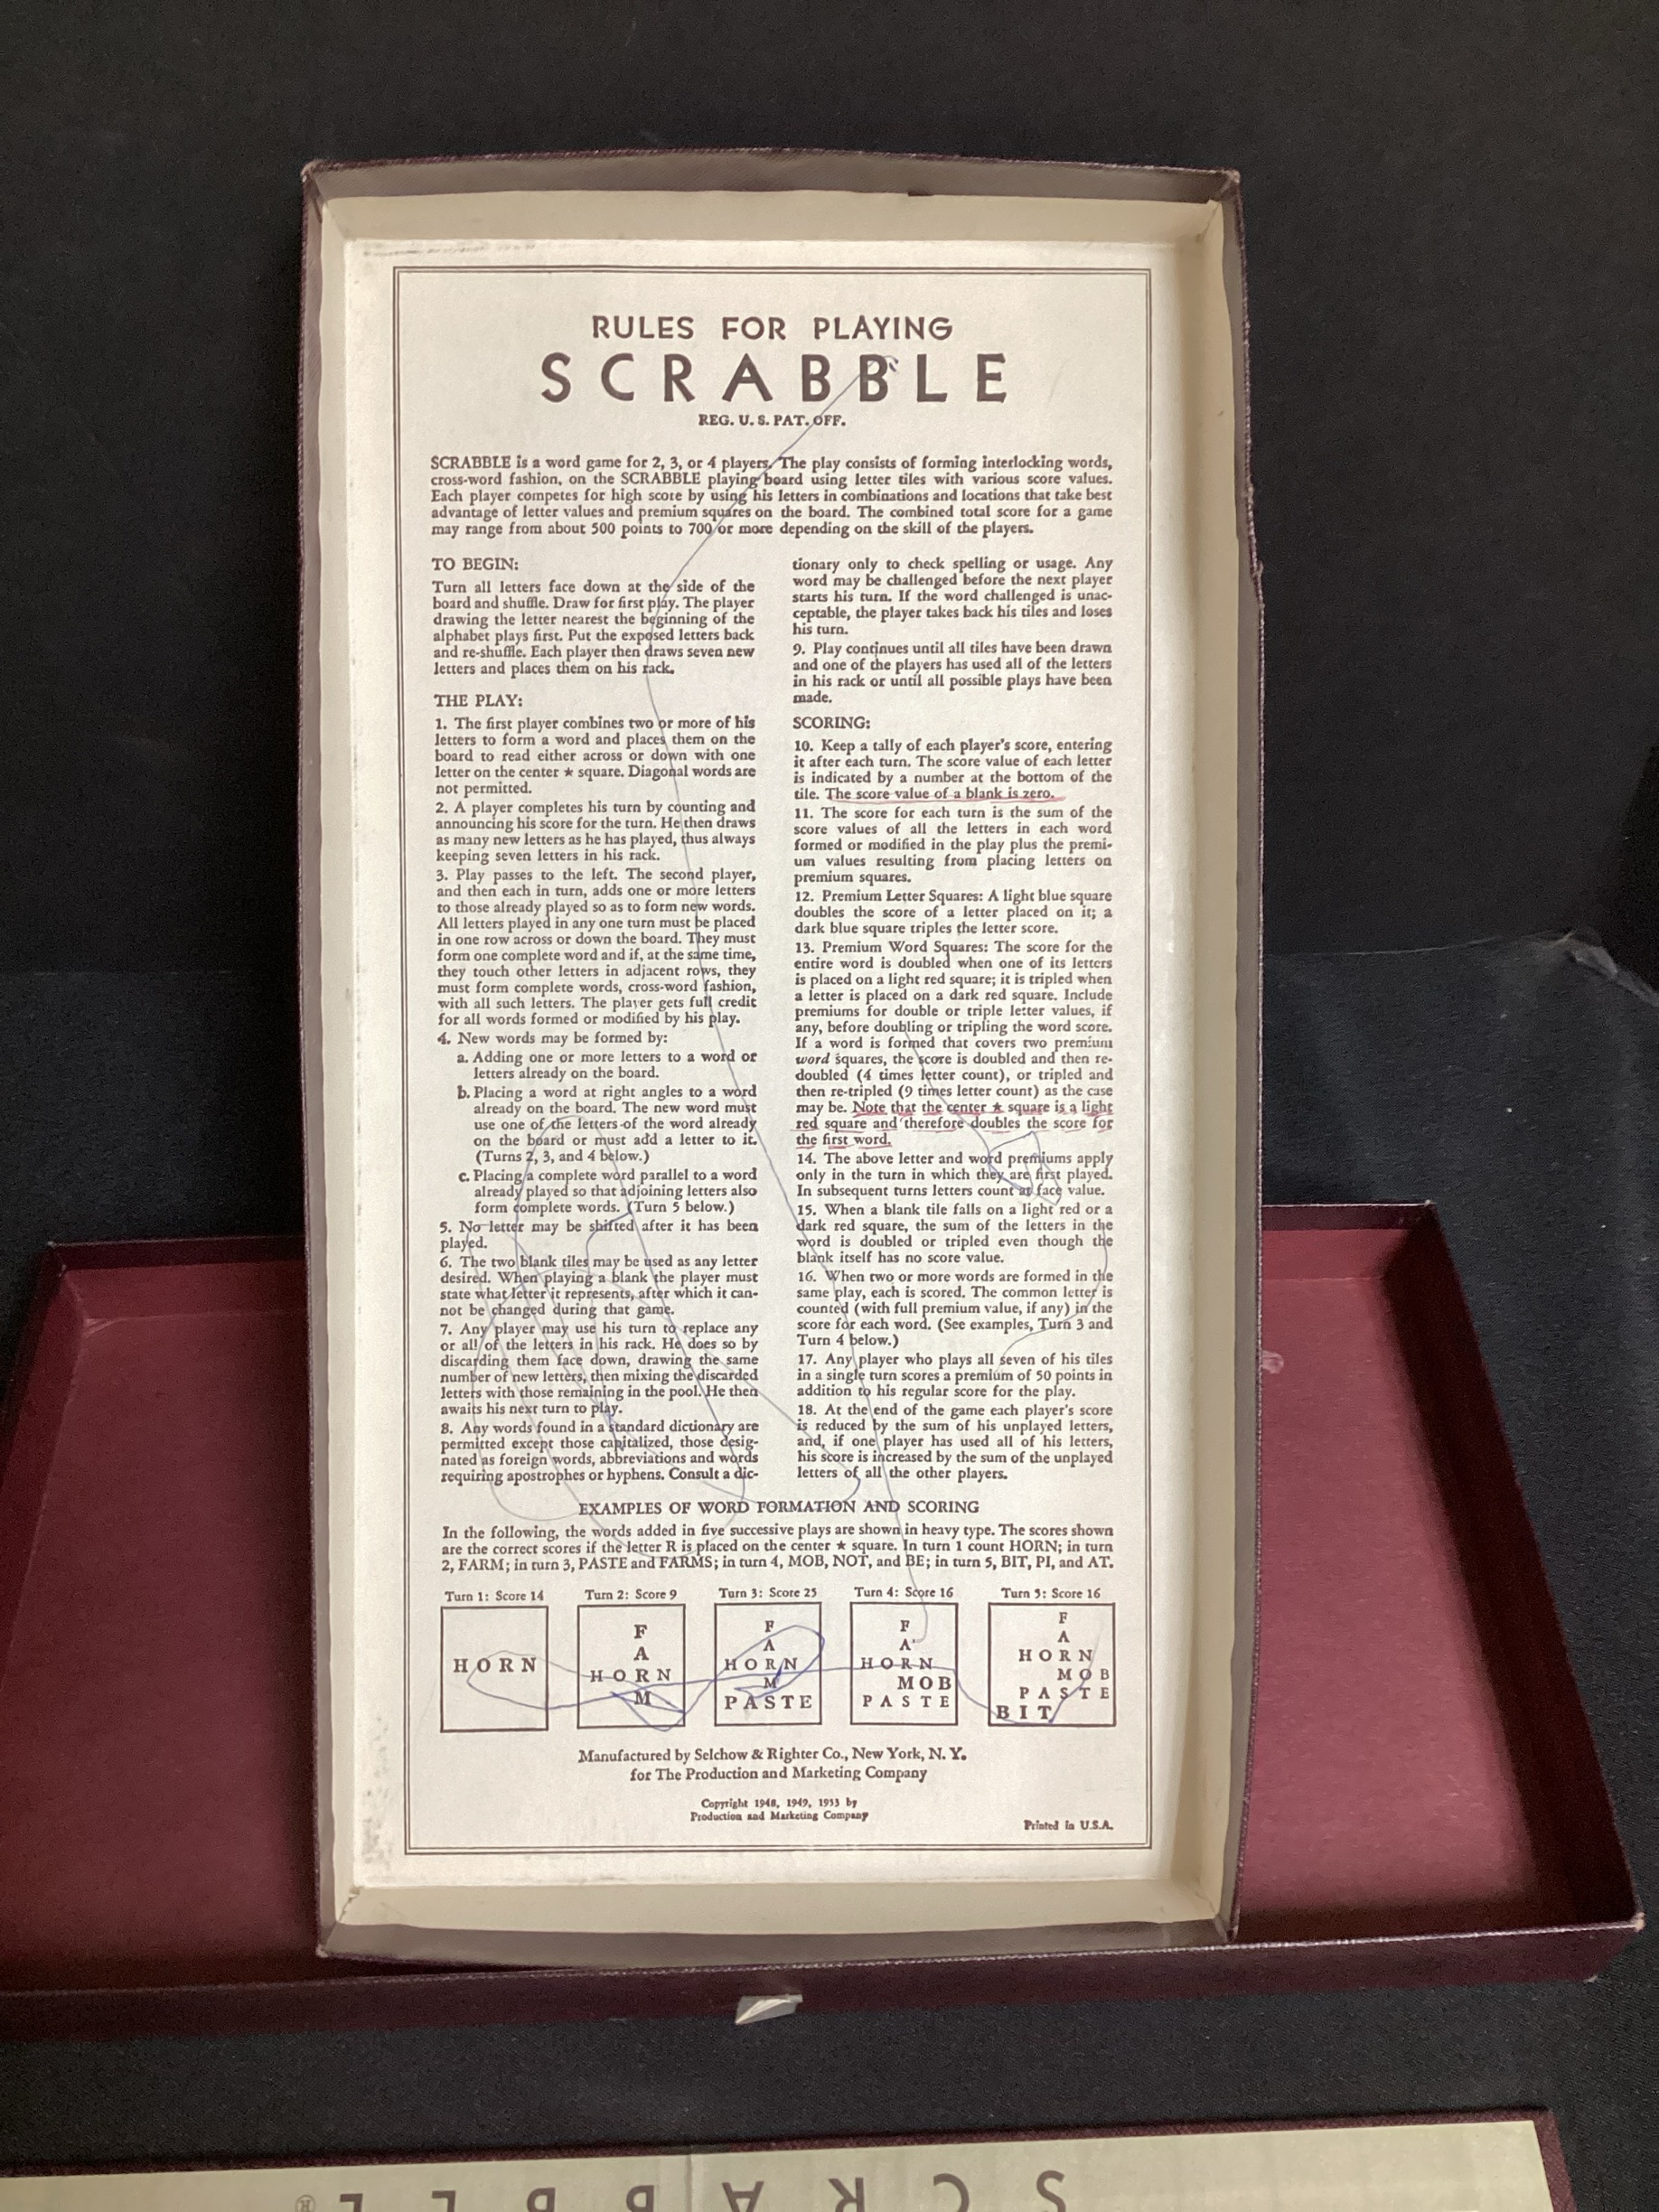 RULES FOR PLAYING
SCRABBLE
REG. U. S. PAT. OFF.
SCRABBLE is a word game for 2, 3, or 4 players. The play consists of forming interlocking words,
cross-word fashion, on the SCRABBLE playing board using letter tiles with various score values.
Each player competes for high score by using his letters in combinations and locations that take best
advantage of letter values and premium squares on the board. The combined total score for a game
may range from about 500 points to 700 or more depending on the skill of the players.
TO BEGIN:
Turn all letters face down at the side of the
board and shuffle. Draw for first play. The player
drawing the letter nearest the beginning of the
alphabet plays first. Put the exposed letters back
and re-shuffle. Each player then draws seven new
letters and places them on his rack.
THE PLAY:
1. The first player combines two or more of his
letters to form a word and places them on the
board to read either across or down with one
letter on the center ★ square. Diagonal words are
not permitted.
2. A player completes his turn by counting and
announcing his score for the turn. He then draws
as many new letters as he has played, thus always
keeping seven letters in his rack.
3. Play passes to the left. The second player,
and then each in turn, adds one or more letters
to those already played so as to form new words.
All letters played in any one turn must be placed
in one row across or down the board. They must
form one complete word and if, at the same time,
they touch other letters in adjacent rows, they
must form complete words, cross-word fashion,
with all such letters. The player gets full credit
for all words formed or modified by his play.
4. New words may be formed by:
a. Adding one or more letters to a word or
letters already on the board.
b. Placing a word at right angles to a word
already on the board. The new word must
use one of the letters of the word already
on the board or must add a letter to it.
(Turns 2, 3, and 4 below.)
c. Placing a complete word parallel to a word
already played so that adjoining letters also
form complete words. (Turn 5 below.)
5. No letter may be shifted after it has been
played.
6. The two blank tiles may be used as any letter
desired. When playing a blank the player must
state what letter it represents, after which it can-
not be changed during that game.
7. Any player may use his turn to replace any
or all of the letters in his rack. He does so by
discarding them face down, drawing the same
number of new letters, then mixing the discarded
letters with those remaining in the pool. He then
awaits his next turn to play.
8. Any words found in a standard dictionary are
permitted except those capitalized, those desig-
nated as foreign words, abbreviations and words
requiring apostrophes or hyphens. Consult a dic-
tionary only to check spelling or usage. Any
word may be challenged before the next player
starts his turn. If the word challenged is unac-
ceptable, the player takes back his tiles and loses
his turn.
9. Play continues until all tiles have been drawn
and one of the players has used all of the letters
in his rack or until all possible plays have been
made.
SCORING:
10. Keep a tally of each player's score, entering
it after each turn. The score value of each letter
is indicated by a number at the bottom of the
tile. The score value of a blank is zero.
11. The score for each turn is the sum of the
score values of all the letters in each word
formed or modified in the play plus the premi-
um values resulting from placing letters on
premium squares.
12. Premium Letter Squares: A light blue square
doubles the score of a letter placed on it; a
dark blue square triples the letter score.
13. Premium Word Squares: The score for the
entire word is doubled when one of its letters
is placed on a light red square; it is tripled when
a letter is placed on a dark red square. Include
premiums for double or triple letter values, if
any, before doubling or tripling the word score.
If a word is formed that covers two premium
word squares, the score is doubled and then re-
doubled (4 times letter count), or tripled and
then re-tripled (9 times letter count) as the case
may be. Note that the center ★ square is a light
red square and therefore doubles the score for
the first word.
14. The above letter and word premiums apply
only in the turn in which they are first played.
In subsequent turns letters count at face value.
15. When a blank tile falls on a light red or a
dark red square, the sum of the letters in the
word is doubled or tripled even though the
blank itself has no score value.
16. When two or more words are formed in the
same play, each is scored. The common letter is
counted (with full premium value, if any) in the
score for each word. (See examples, Turn 3 and
Turn 4 below.)
17. Any player who plays all seven of his tiles
in a single turn scores a premium of 50 points in
addition to his regular score for the play.
18. At the end of the game each player's score
is reduced by the sum of his unplayed letters,
and, if one player has used all of his letters,
his score is increased by the sum of the unplayed
letters of all the other players.
EXAMPLES OF WORD FORMATION AND SCORING
In the following, the words added in five successive plays are shown in heavy type. The scores shown
are the correct scores if the letter R is placed on the center ★ square. In turn 1 count HORN; in turn
2, FARM; in turn 3, PASTE and FARMS; in turn 4, MOB, NOT, and BE; in turn 5, BIT, PI, and AT.
Turn 1: Score 14
HORN
Turn 2: Score 9
F
A
HORN
M
Turn 3: Score 25
F
A
HORN
M
PASTE
Turn 4: Score 16
F
A
HORN
MOB
PASTE
Turn 5: Score 16
F
A
HORN
MOB
PASTE
BIT
Manufactured by Selchow & Righter Co., New York, N. Y.
for The Production and Marketing Company
Copyright 1948, 1949, 1953 by
Production and Marketing Company
Printed in U.S.A.
SCRABBLE®